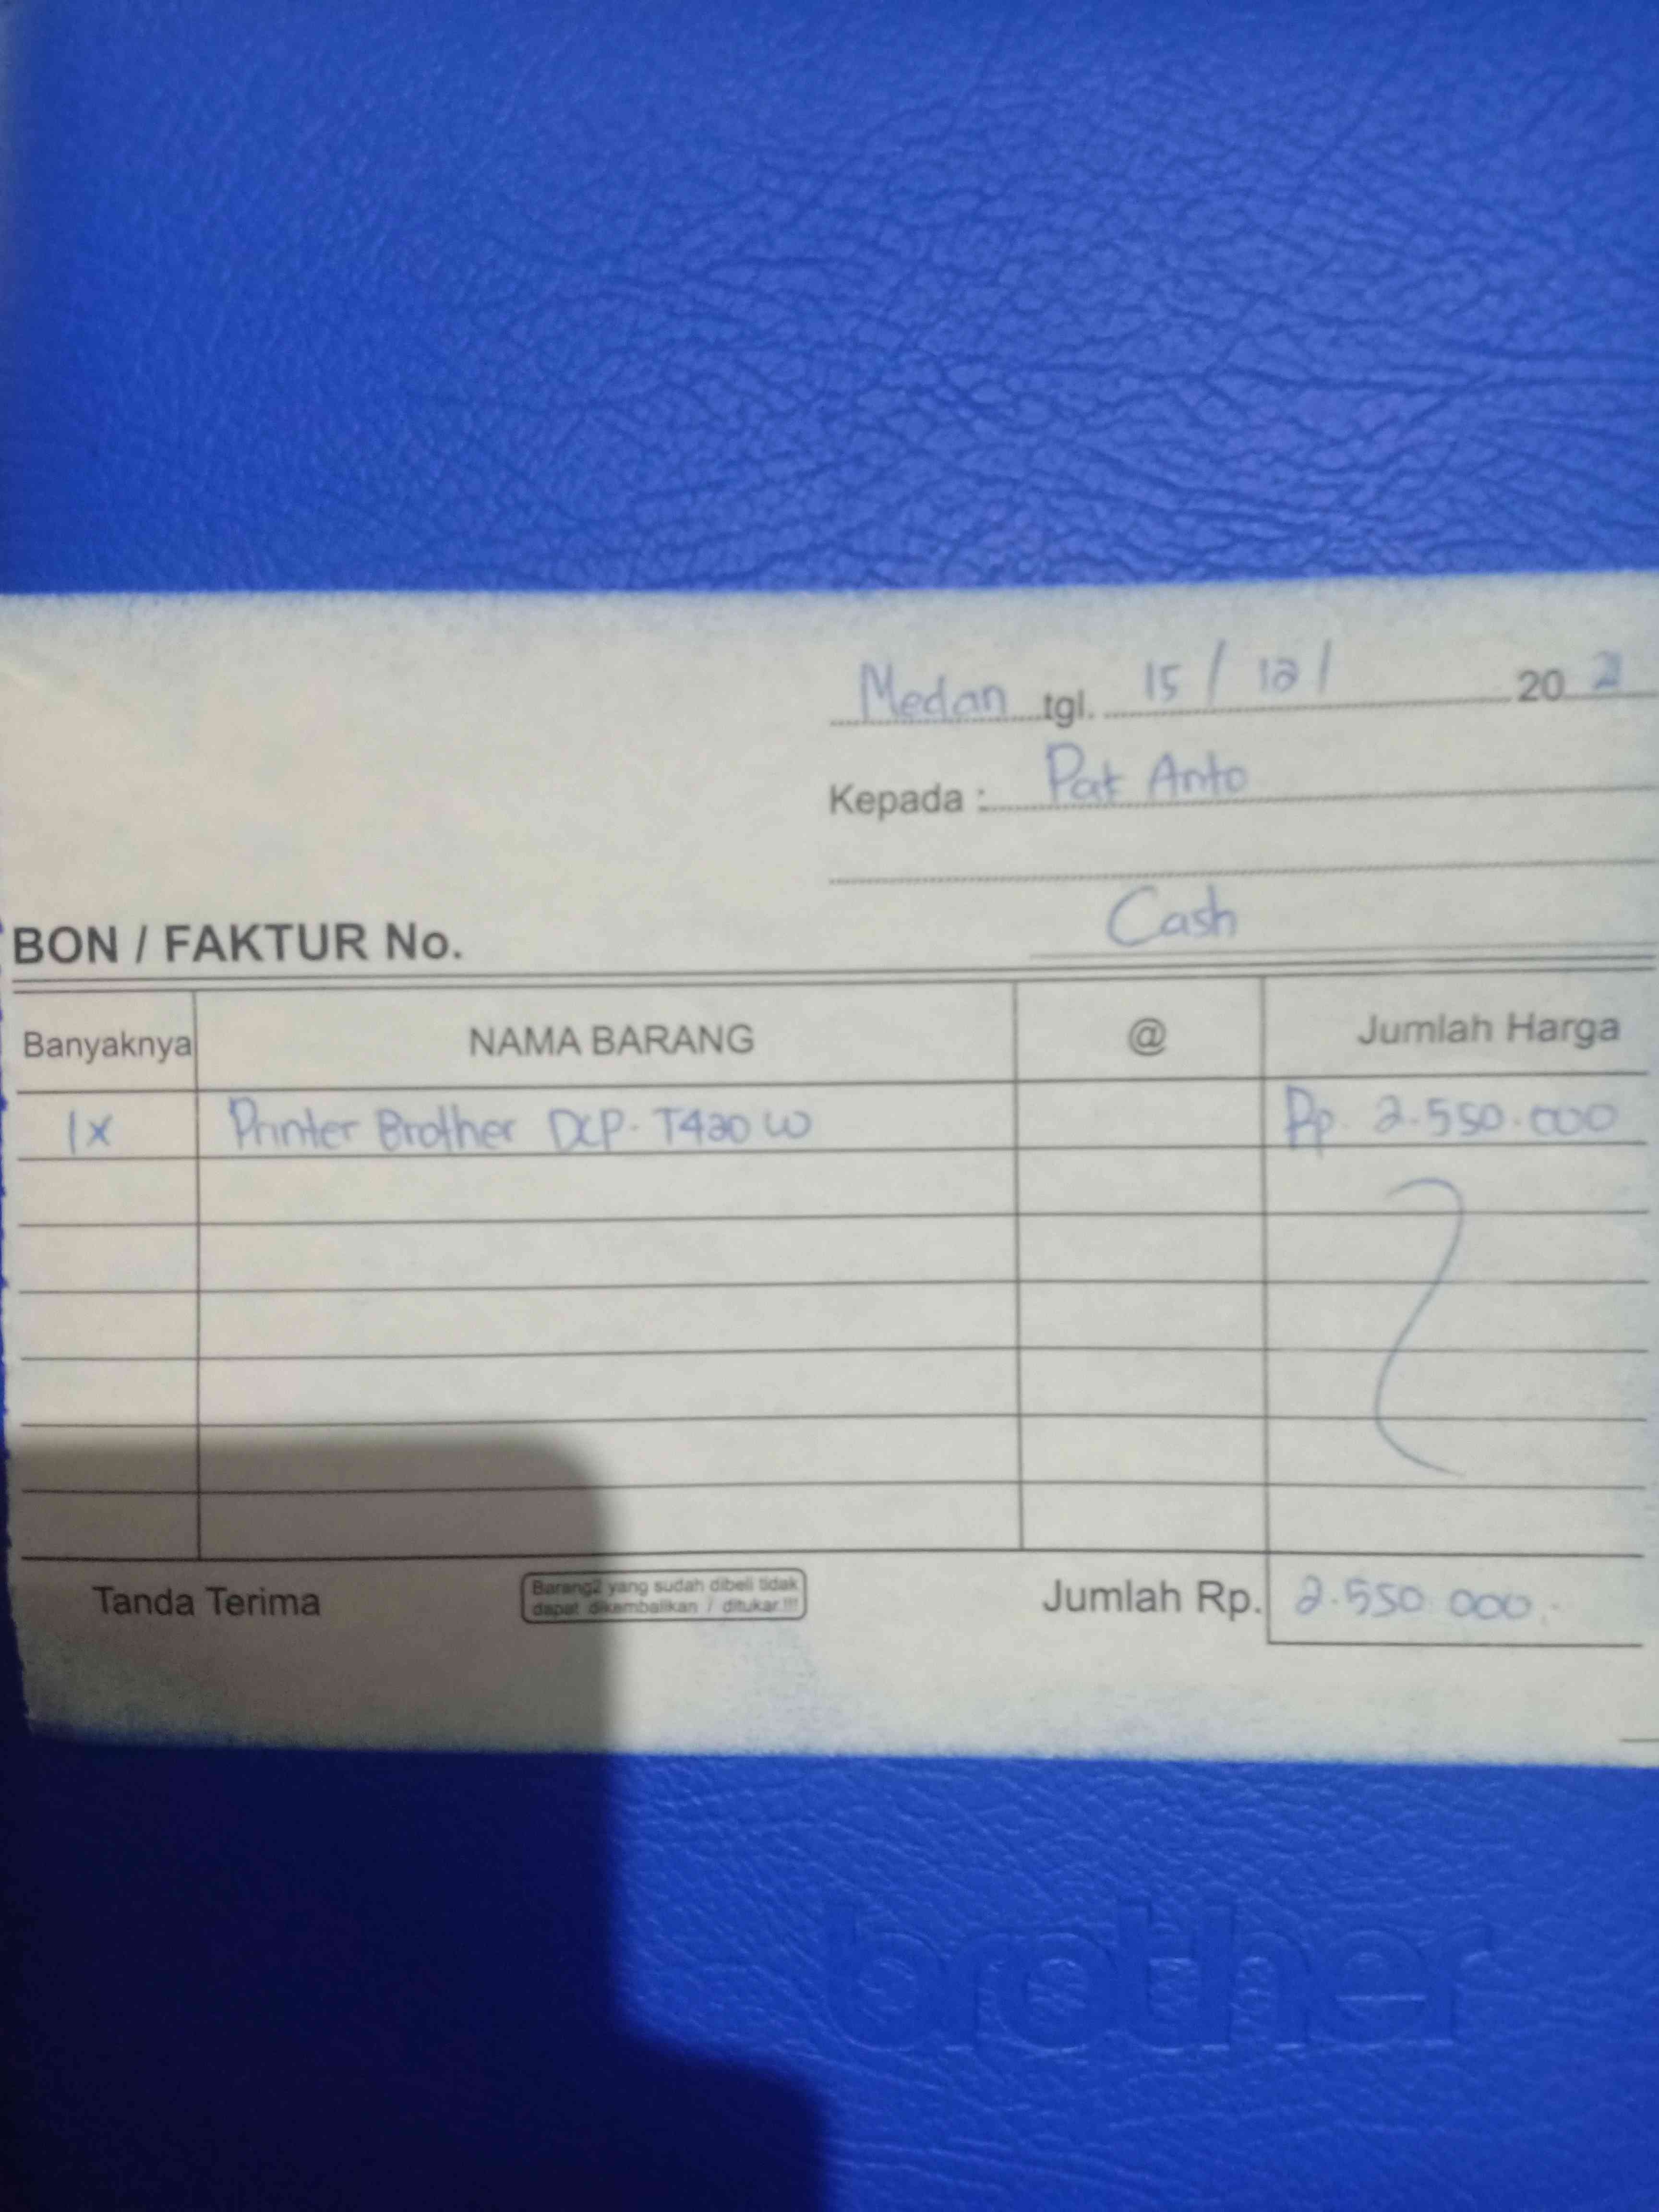 Medan tgl. 15 / 12 / 20 21
Kepada : Pak Anto
Cash
BON / FAKTUR No.
Banyaknya NAMA BARANG @ Jumlah Harga
1x Printer Brother DCP-T420W Rp. 2.550.000
Tanda Terima
Barang2 yang sudah dibeli tidak
dapat dikembalikan / ditukar !!!
Jumlah Rp. 2.550.000.
brother